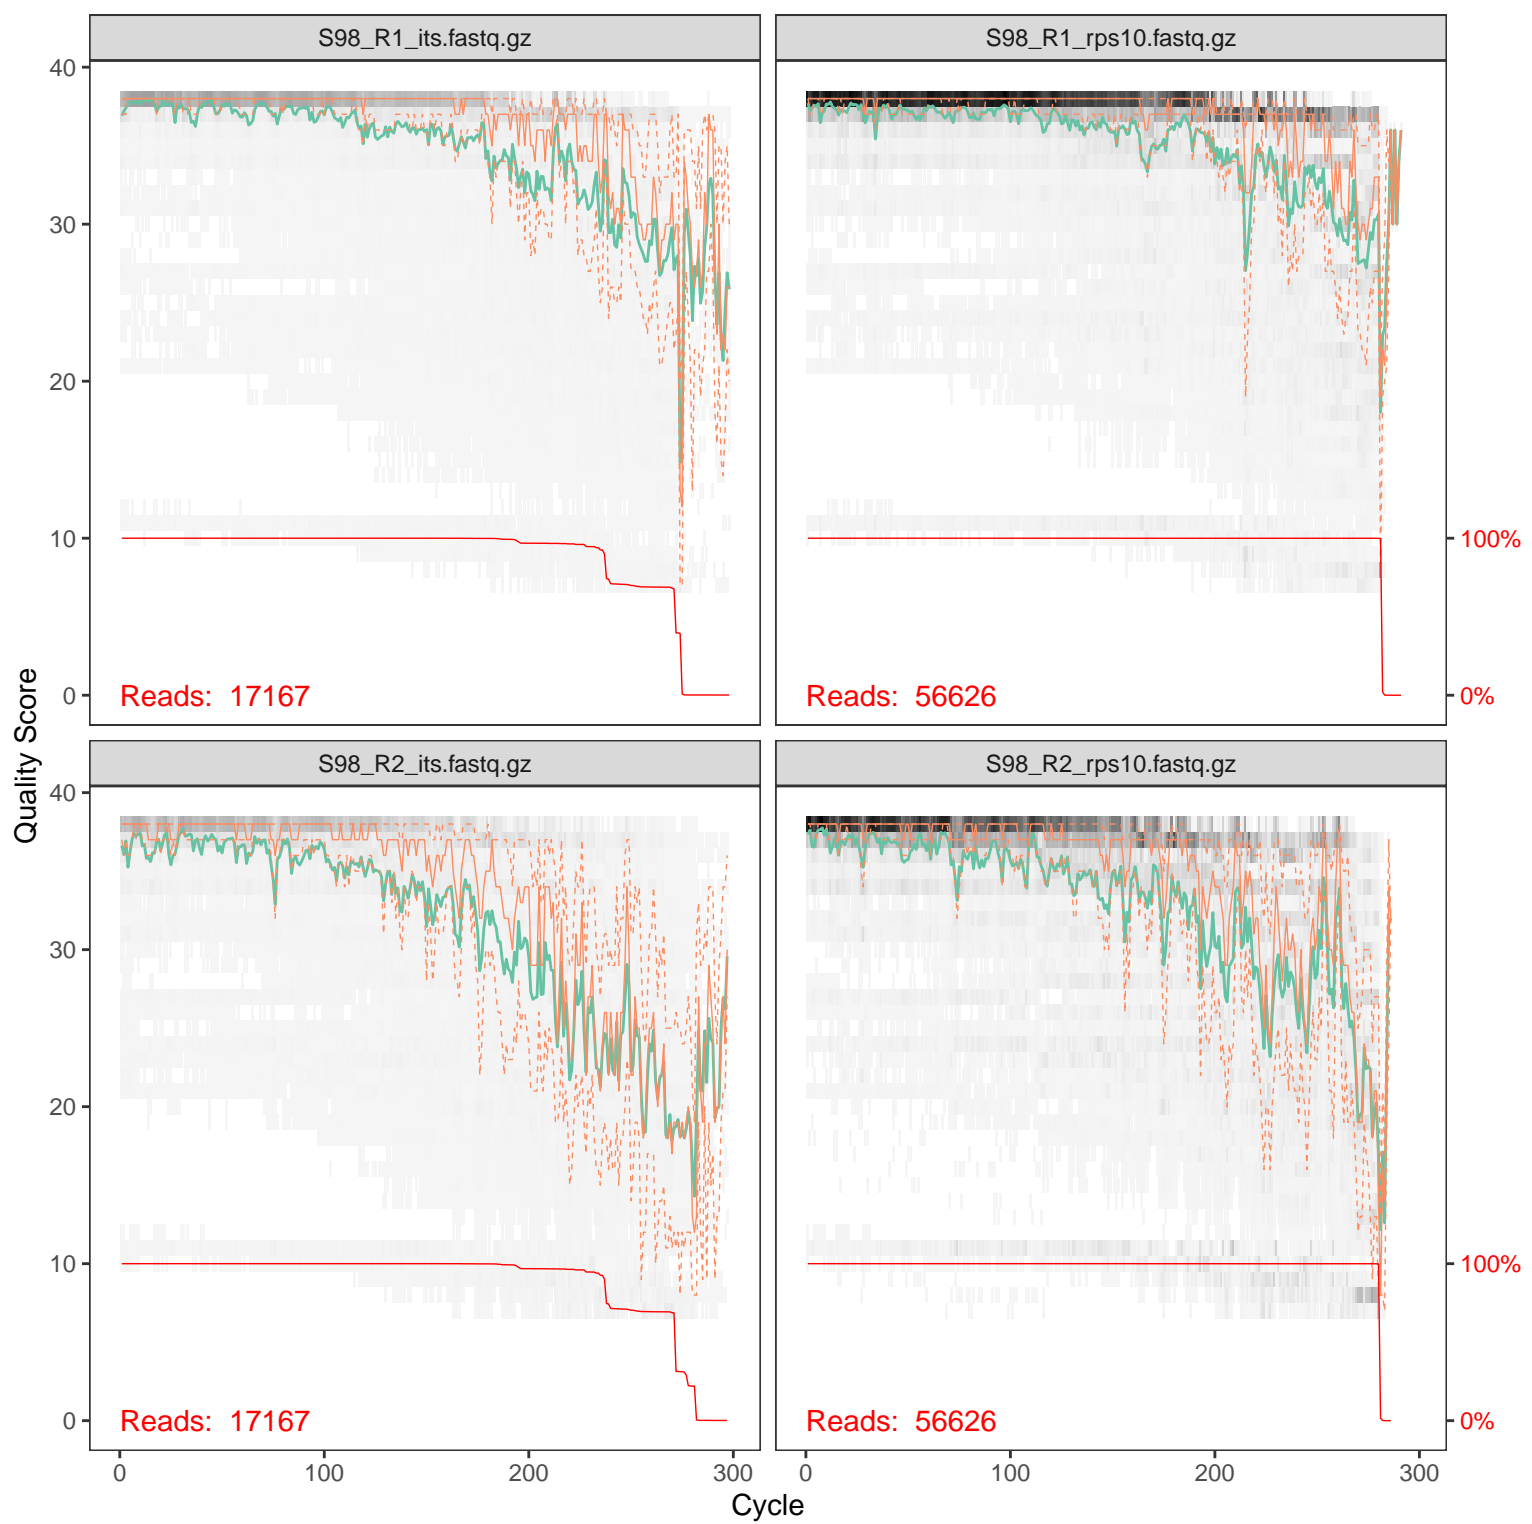 S98_R1_its.fastq.gz
S98_R1_rps10.fastq.gz
40
30
20
10
0
Reads: 17167
Reads: 56626
100%
0%
Quality Score
S98_R2_its.fastq.gz
S98_R2_rps10.fastq.gz
40
30
20
10
0
Reads: 17167
Reads: 56626
100%
0%
0
100
200
300
0
100
200
300
Cycle